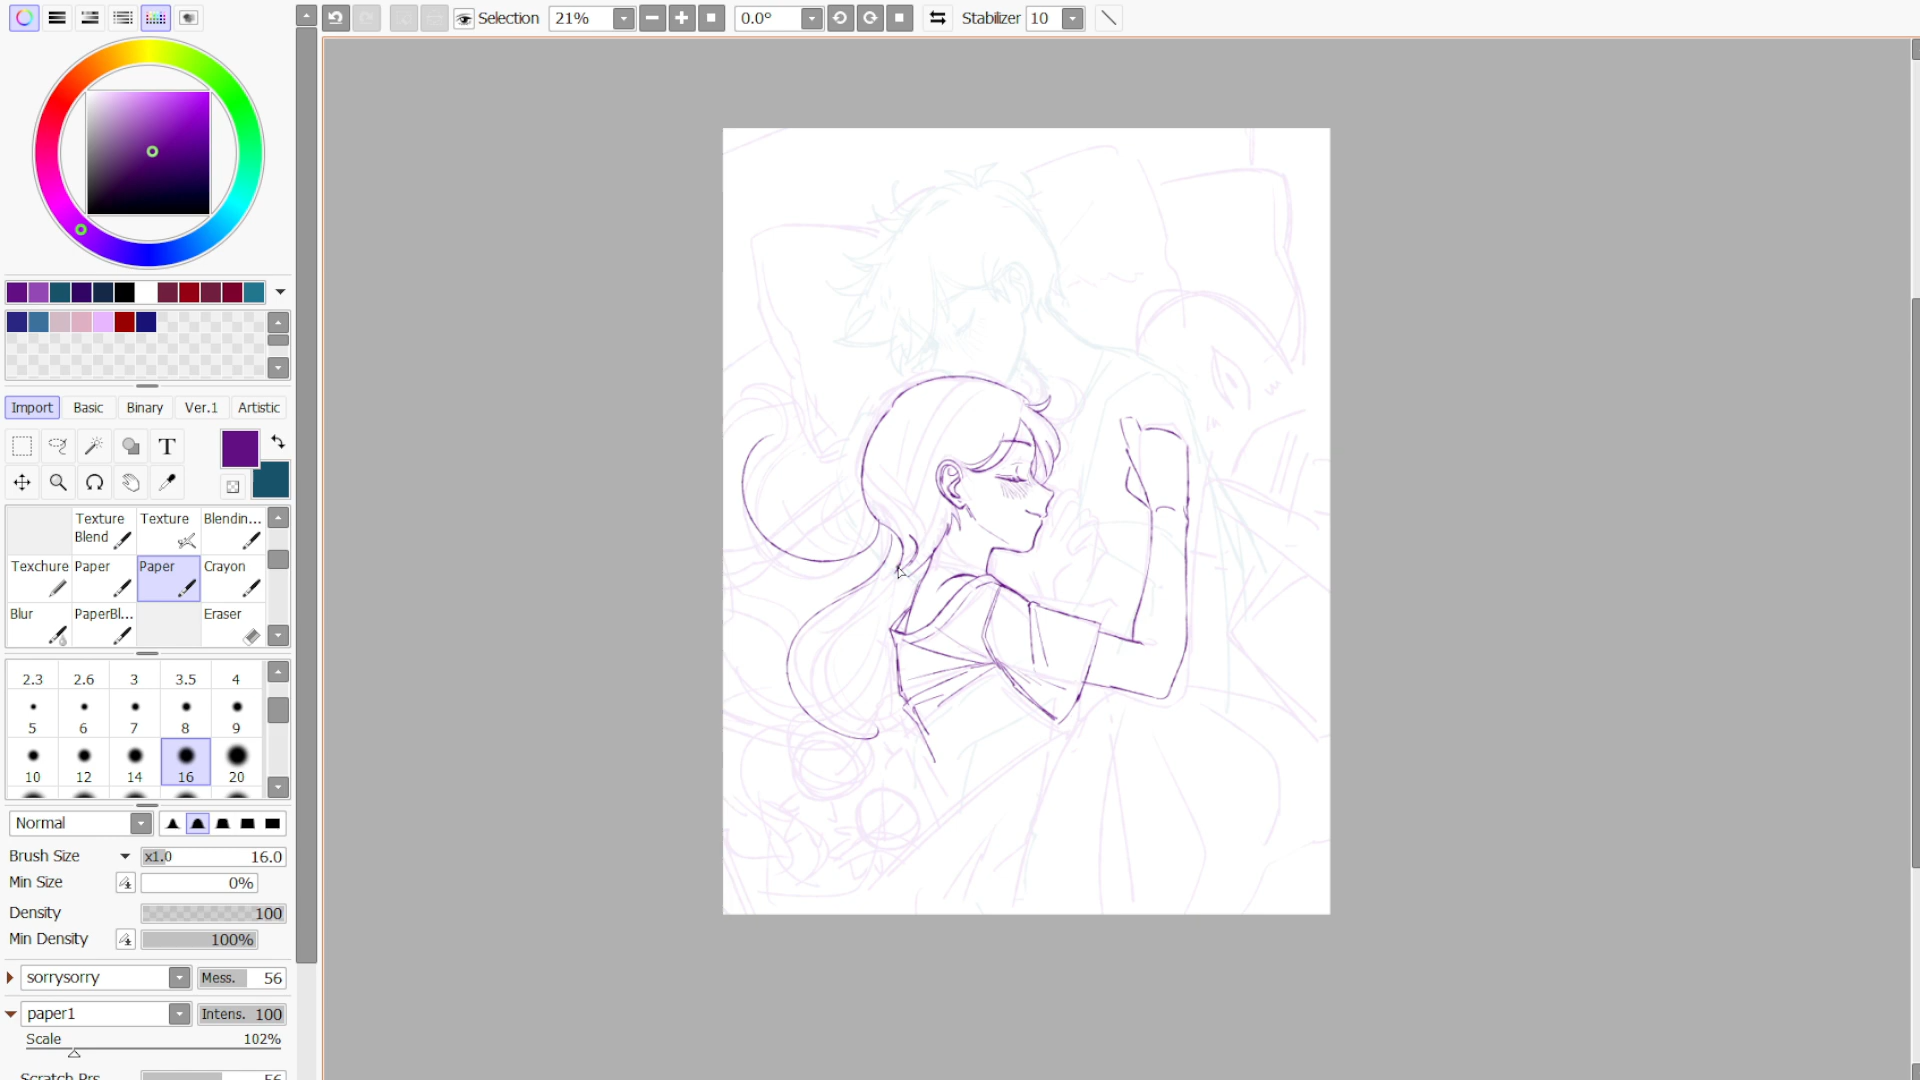 Selection 21% 0.0° Stabilizer 10
Import Basic Binary Ver.1 Artistic
T
Texture Blend Texture Blendin...
Texchure Paper Paper Crayon
Blur PaperBl... Eraser
2.3 2.6 3 3.5 4
5 6 7 8 9
10 12 14 16 20
Normal
Brush Size x1.0 16.0
Min Size 0%
Density 100
Min Density 100%
sorrysorry Mess. 56
paper1 Intens. 100
Scale 102%
Scratch Prs 56